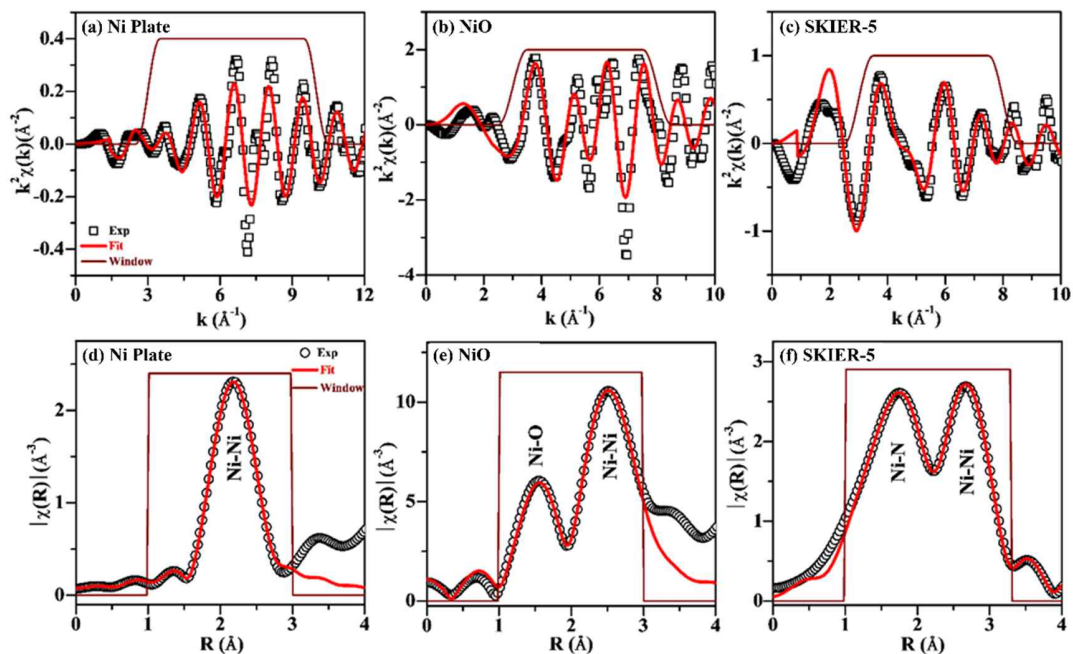 (a) Ni Plate
(b) NiO
(c) SKIER-5
k²χ(k)(Å⁻²)
0.4
0.2
0.0
-0.2
-0.4
Exp
Fit
Window
0 3 6 9 12
k (Å⁻¹)
k²χ(k)(Å⁻²)
2
0
-2
-4
0 2 4 6 8 10
k (Å⁻¹)
k²χ(k)(Å⁻²)
1
0
-1
0 2 4 6 8 10
k (Å⁻¹)
(d) Ni Plate
(e) NiO
(f) SKIER-5
|χ(R)|(Å⁻³)
2
1
0
Exp
Fit
Window
Ni-Ni
0 1 2 3 4
R (Å)
|χ(R)|(Å⁻³)
10
5
0
Ni-O
Ni-Ni
0 1 2 3 4
R (Å)
|χ(R)|(Å⁻³)
3
2
1
0
Ni-N
Ni-Ni
0 1 2 3 4
R (Å)